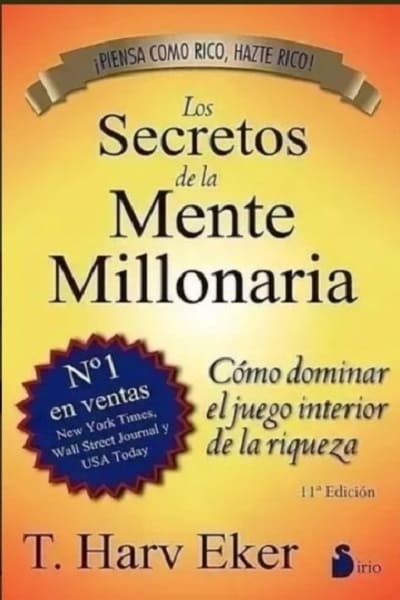 ¡PIENSA COMO RICO, HAZTE RICO!
Los
Secretos
de la
Mente
Millonaria
Nº1
en ventas
New York Times,
Wall Street Journal y
USA Today
Cómo dominar
el juego interior
de la riqueza
11ª Edición
T. Harv Eker
Sirio